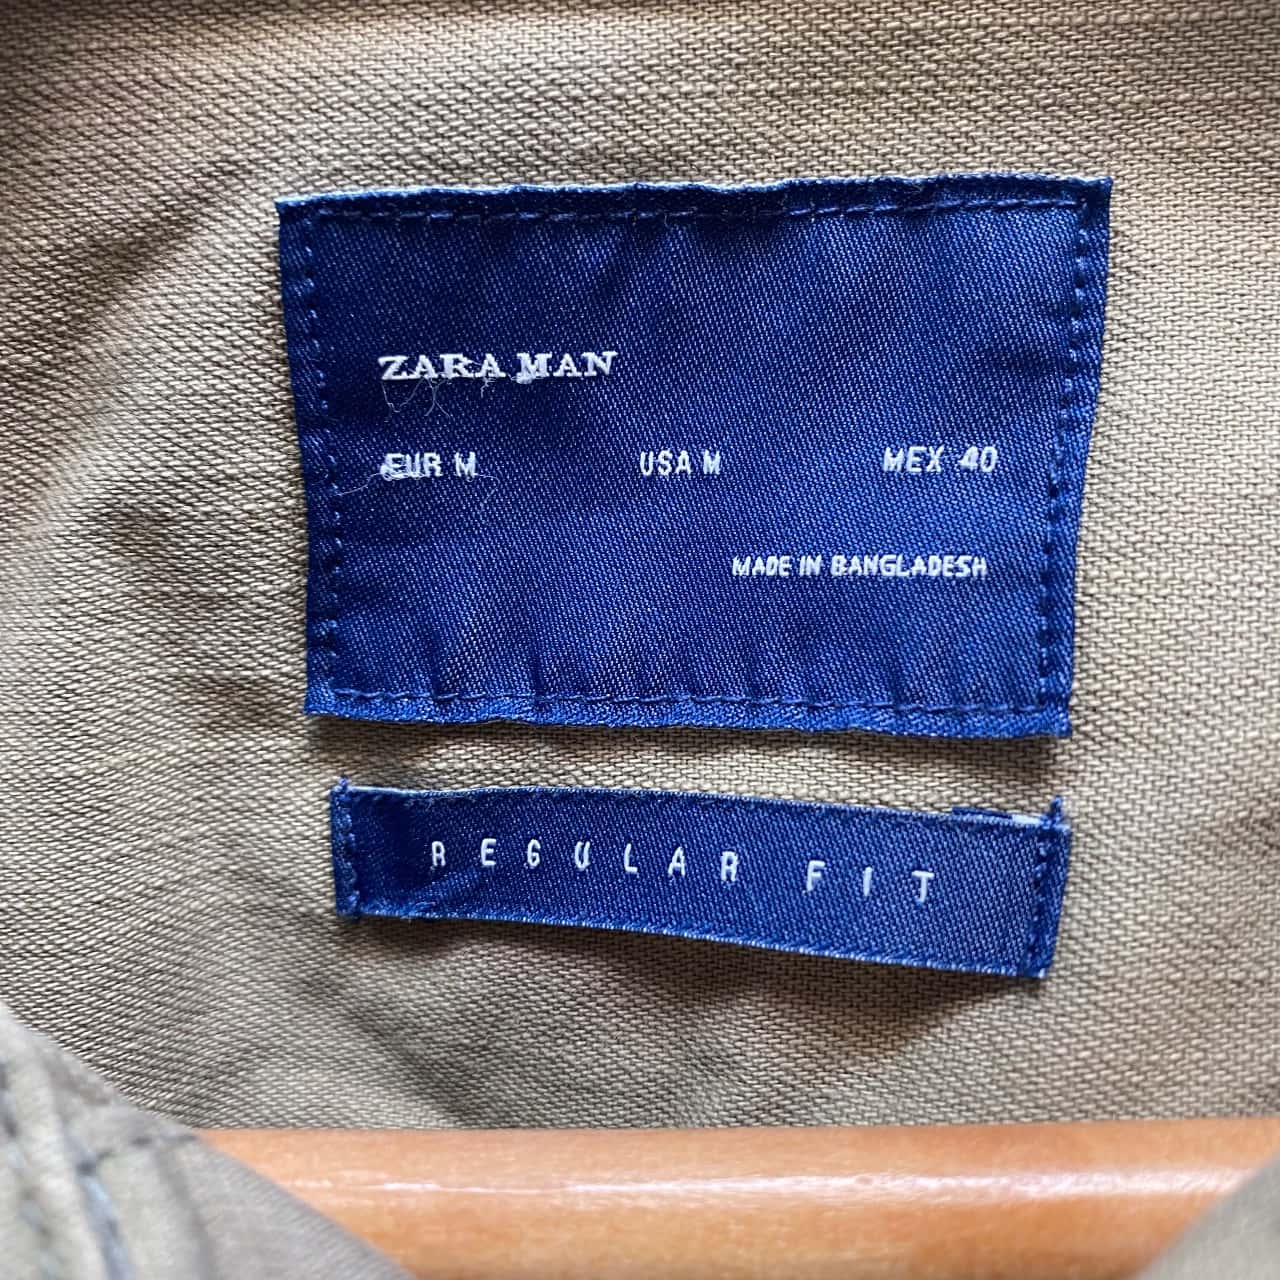 ZARA MAN
EUR M USA M MEX 40
MADE IN BANGLADESH
REGULAR FIT